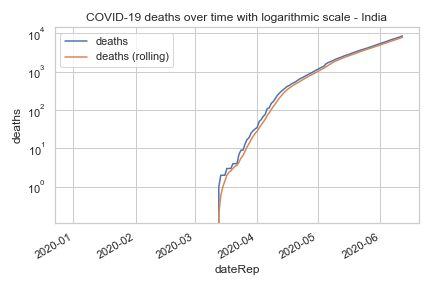 COVID-19 deaths over time with logarithmic scale - India
deaths
deaths (rolling)
10⁴
10³
10²
10¹
10⁰
deaths
2020-01
2020-02
2020-03
2020-04
2020-05
2020-06
dateRep